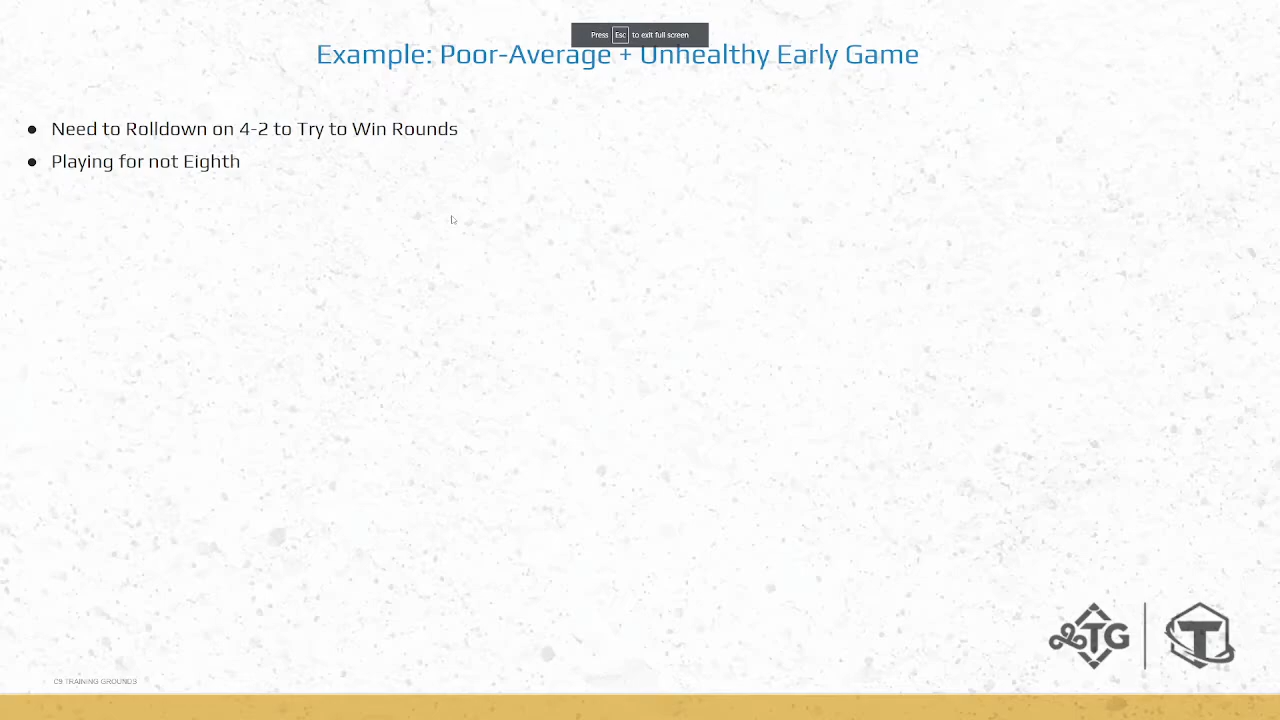 Press Esc to exit full screen
Example: Poor-Average + Unhealthy Early Game
● Need to Rolldown on 4-2 to Try to Win Rounds
● Playing for not Eighth
TG
T
C9 TRAINING GROUNDS